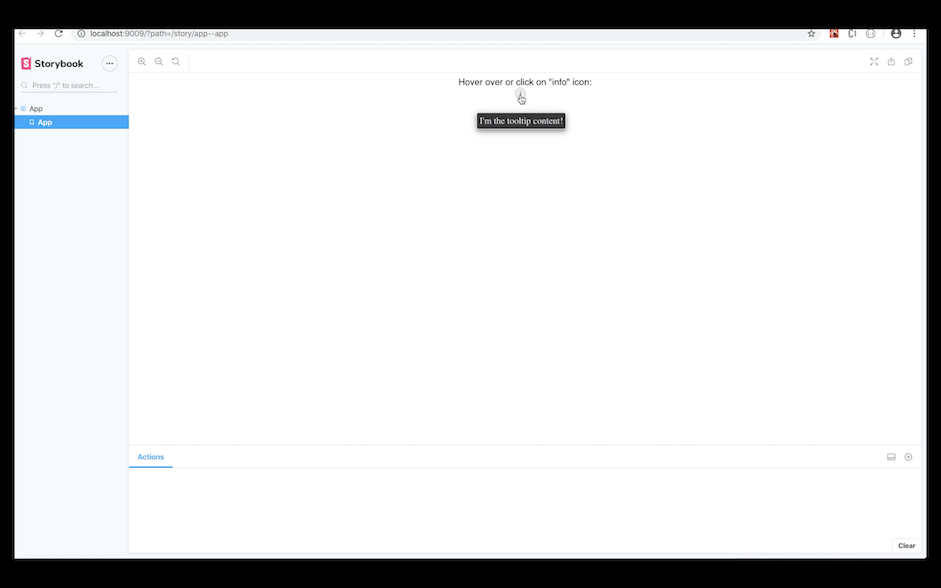 localhost:9009/?path=/story/app--app
Storybook
Press "/" to search...
App
App
Hover over or click on "info" icon:
I'm the tooltip content!
Actions
Clear